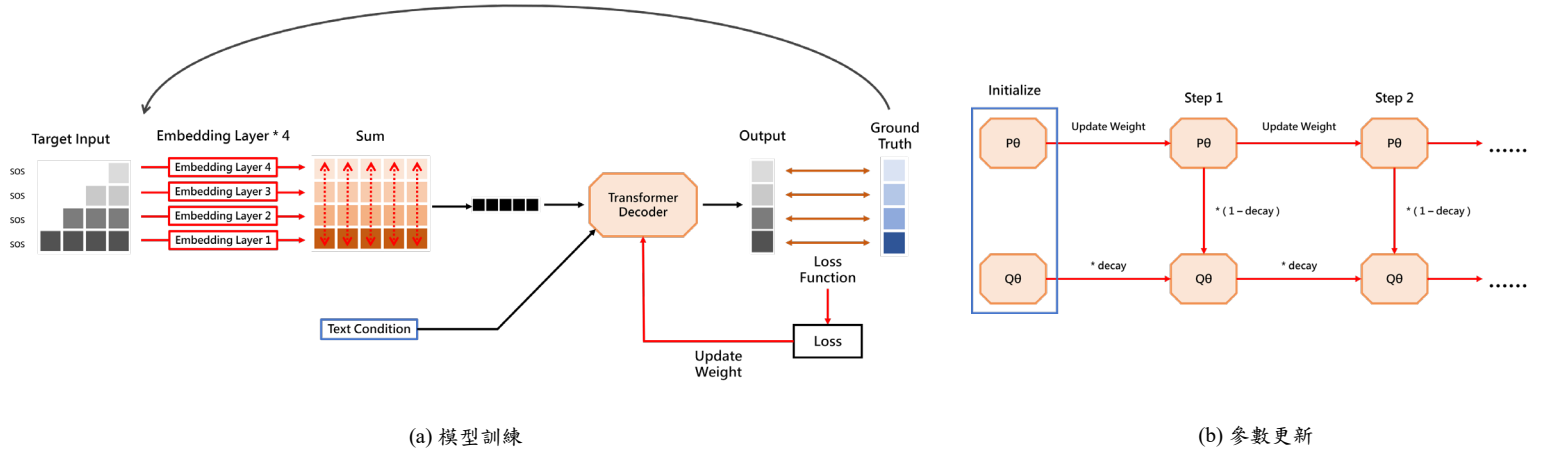 Target Input
Embedding Layer * 4
Sum
Output
Ground
Truth
sos
sos
sos
sos
Embedding Layer 4
Embedding Layer 3
Embedding Layer 2
Embedding Layer 1
Transformer
Decoder
Loss
Function
Text Condition
Loss
Update
Weight
(a) 模型訓練
Initialize
Step 1
Step 2
Pθ
Update Weight
Pθ
Update Weight
Pθ
......
* ( 1 – decay )
* ( 1 – decay )
Qθ
* decay
Qθ
* decay
Qθ
......
(b) 參數更新